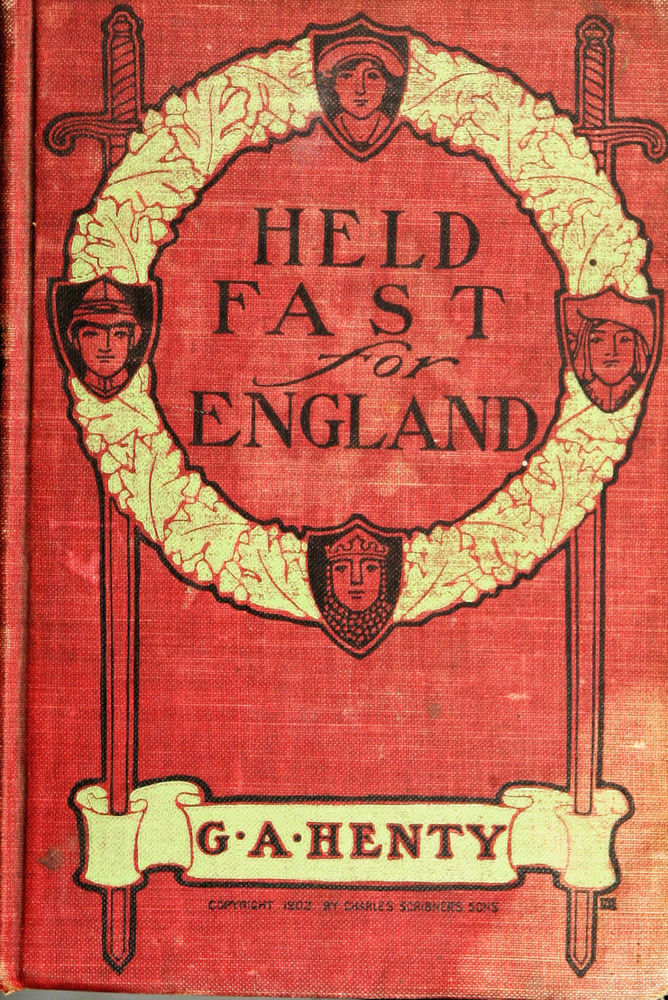 HELD
FAST
for
ENGLAND
G·A·HENTY
COPYRIGHT 1902 BY CHARLES SCRIBNER'S SONS